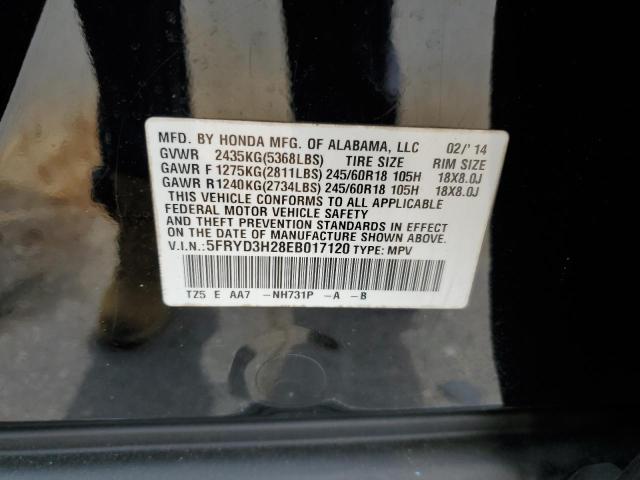 MFD. BY HONDA MFG. OF ALABAMA, LLC 02/'14
GVWR 2435KG(5368LBS) TIRE SIZE RIM SIZE
GAWR F 1275KG(2811LBS) 245/60R18 105H 18X8.0J
GAWR R 1240KG(2734LBS) 245/60R18 105H 18X8.0J
THIS VEHICLE CONFORMS TO ALL APPLICABLE
FEDERAL MOTOR VEHICLE SAFETY
AND THEFT PREVENTION STANDARDS IN EFFECT
ON THE DATE OF MANUFACTURE SHOWN ABOVE.
V.I.N.:5FRYD3H28EB017120 TYPE: MPV
TZ5 E AA7 -NH731P -A -B